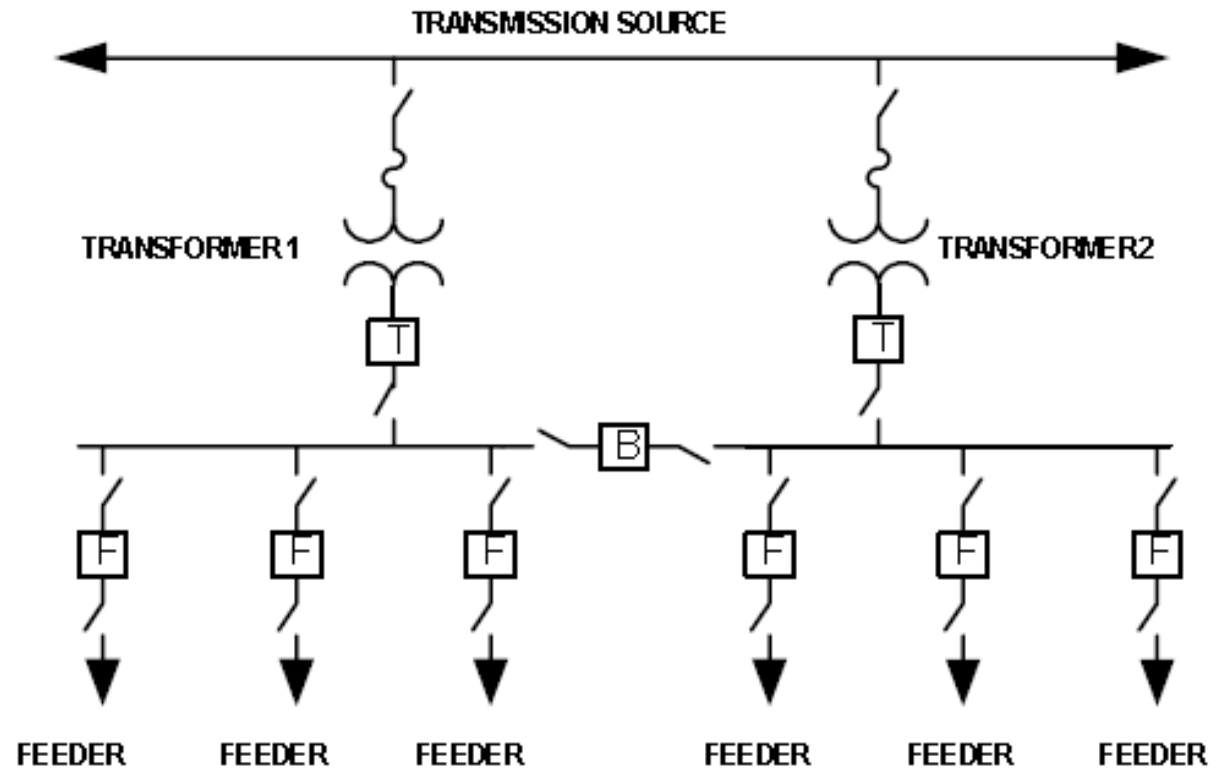 TRANSMISSION SOURCE
TRANSFORMER 1
TRANSFORMER 2
T
T
B
F
F
F
F
F
F
FEEDER
FEEDER
FEEDER
FEEDER
FEEDER
FEEDER